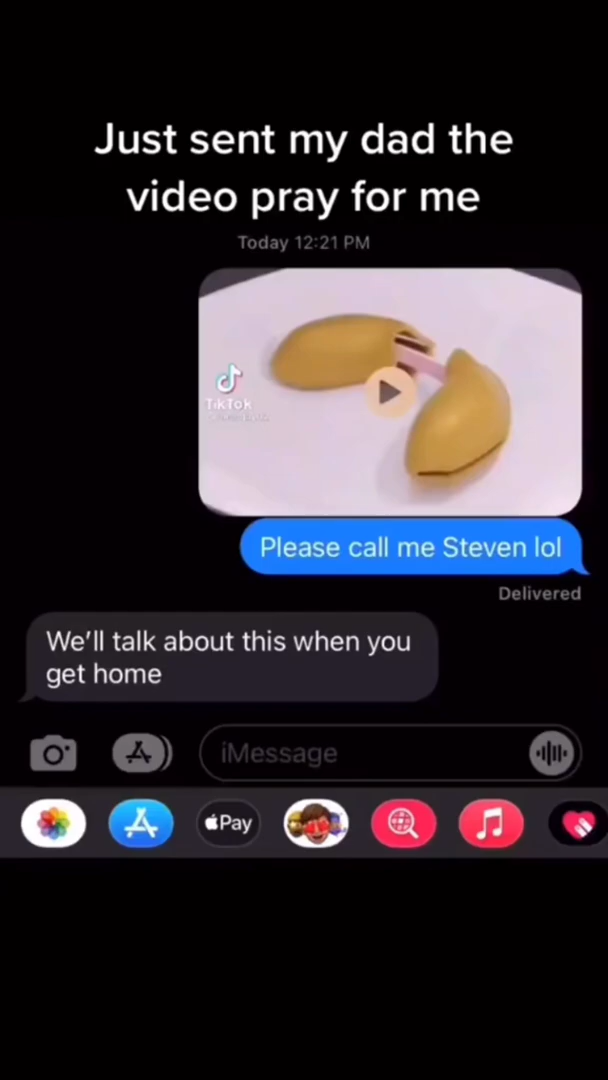 Just sent my dad the
video pray for me
Today 12:21 PM
TikTok
Please call me Steven lol
Delivered
We'll talk about this when you
get home
iMessage
Pay